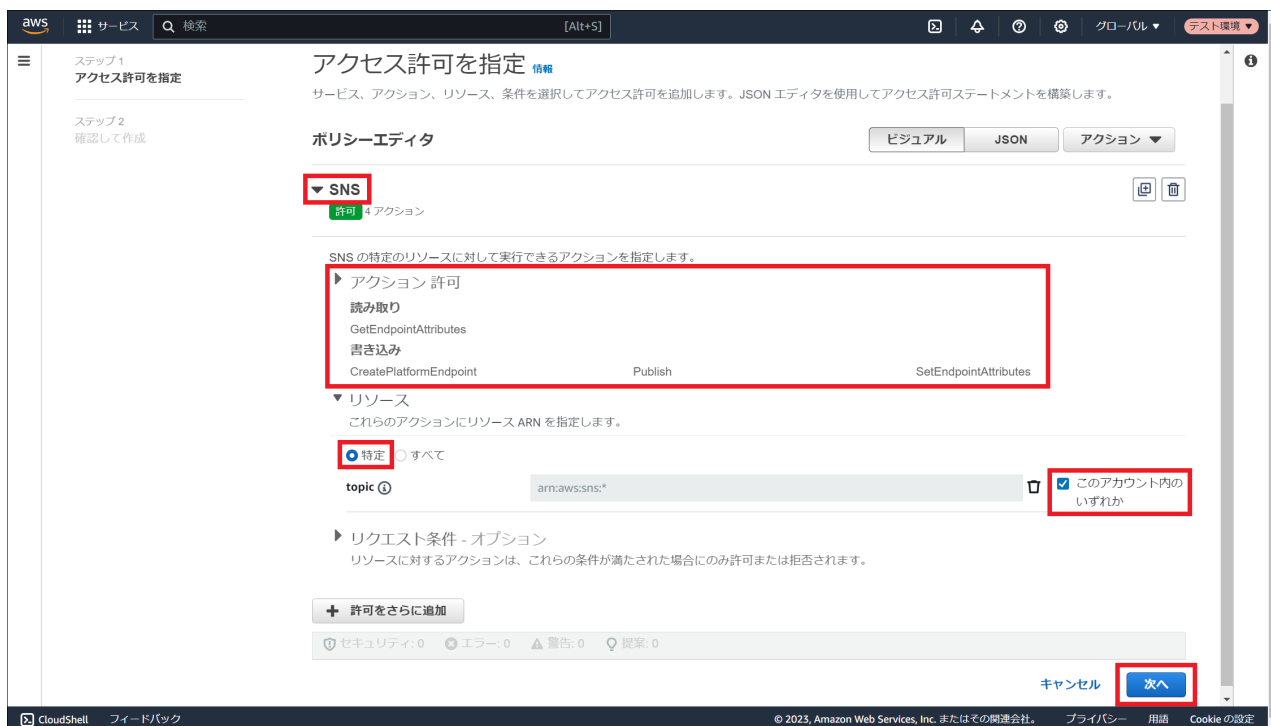 aws
サービス
検索
[Alt+S]
グローバル ▼
テスト環境 ▼
ステップ 1
アクセス許可を指定
ステップ 2
確認して作成
アクセス許可を指定 情報
サービス、アクション、リソース、条件を選択してアクセス許可を追加します。JSON エディタを使用してアクセス許可ステートメントを構築します。
ポリシーエディタ
ビジュアル
JSON
アクション ▼
▼ SNS
許可 4 アクション
SNS の特定のリソースに対して実行できるアクションを指定します。
アクション 許可
読み取り
GetEndpointAttributes
書き込み
CreatePlatformEndpoint
Publish
SetEndpointAttributes
リソース
これらのアクションにリソース ARN を指定します。
特定
すべて
topic
arn:aws:sns:*
このアカウント内の
いずれか
リクエスト条件 - オプション
リソースに対するアクションは、これらの条件が満たされた場合にのみ許可または拒否されます。
許可をさらに追加
セキュリティ: 0
エラー: 0
警告: 0
提案: 0
キャンセル
次へ
CloudShell
フィードバック
© 2023, Amazon Web Services, Inc. またはその関連会社。
プライバシー
用語
Cookie の設定